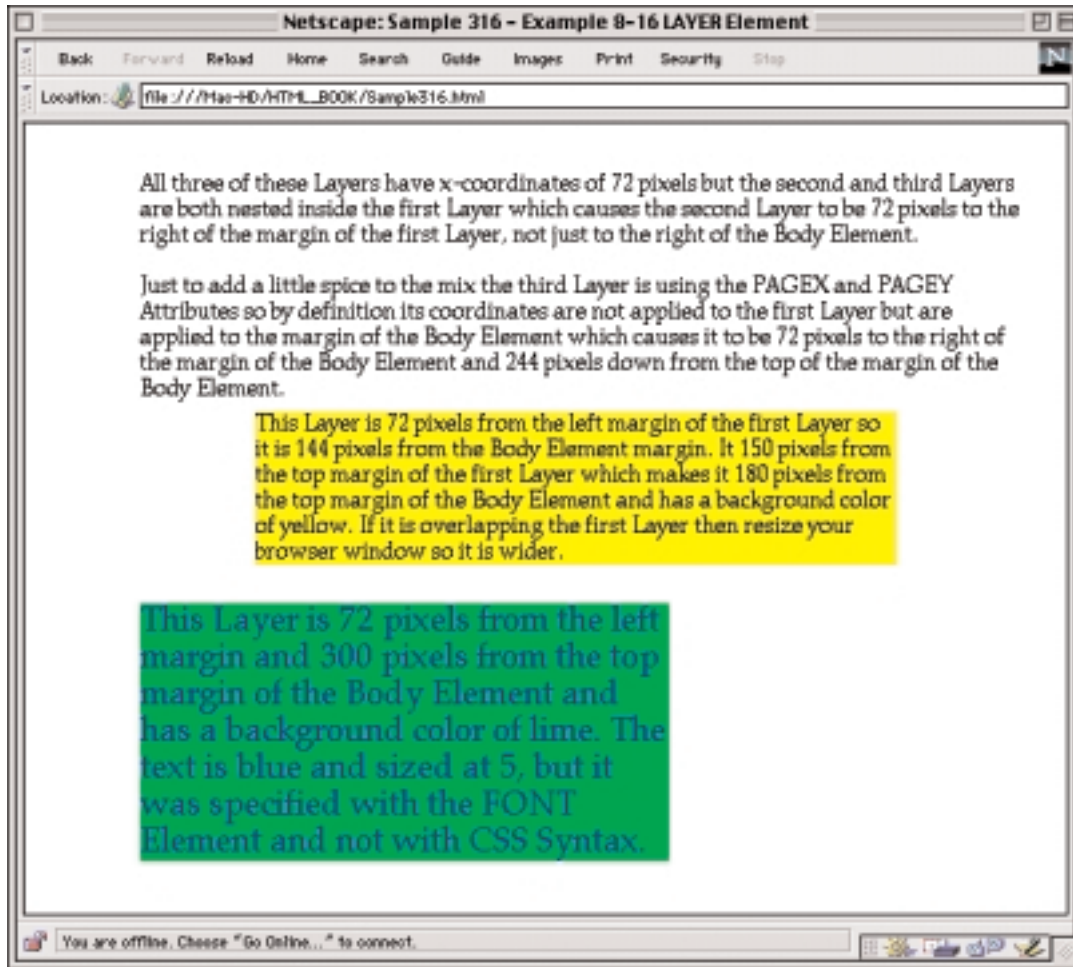 Netscape: Sample 316 - Example 8-16 LAYER Element
Back Forward Reload Home Search Guide Images Print Security Stop
N
Location: file:///Mac-HD/HTML_BOOK/Sample316.html
All three of these Layers have x-coordinates of 72 pixels but the second and third Layers
are both nested inside the first Layer which causes the second Layer to be 72 pixels to the
right of the margin of the first Layer, not just to the right of the Body Element.
Just to add a little spice to the mix the third Layer is using the PAGEX and PAGEY
Attributes so by definition its coordinates are not applied to the first Layer but are
applied to the margin of the Body Element which causes it to be 72 pixels to the right of
the margin of the Body Element and 244 pixels down from the top of the margin of the
Body Element.
This Layer is 72 pixels from the left margin of the first Layer so
it is 144 pixels from the Body Element margin. It 150 pixels from
the top margin of the first Layer which makes it 180 pixels from
the top margin of the Body Element and has a background color
of yellow. If it is overlapping the first Layer then resize your
browser window so it is wider.
This Layer is 72 pixels from the left
margin and 300 pixels from the top
margin of the Body Element and
has a background color of lime. The
text is blue and sized at 5, but it
was specified with the FONT
Element and not with CSS Syntax.
You are offline. Choose "Go Online..." to connect.